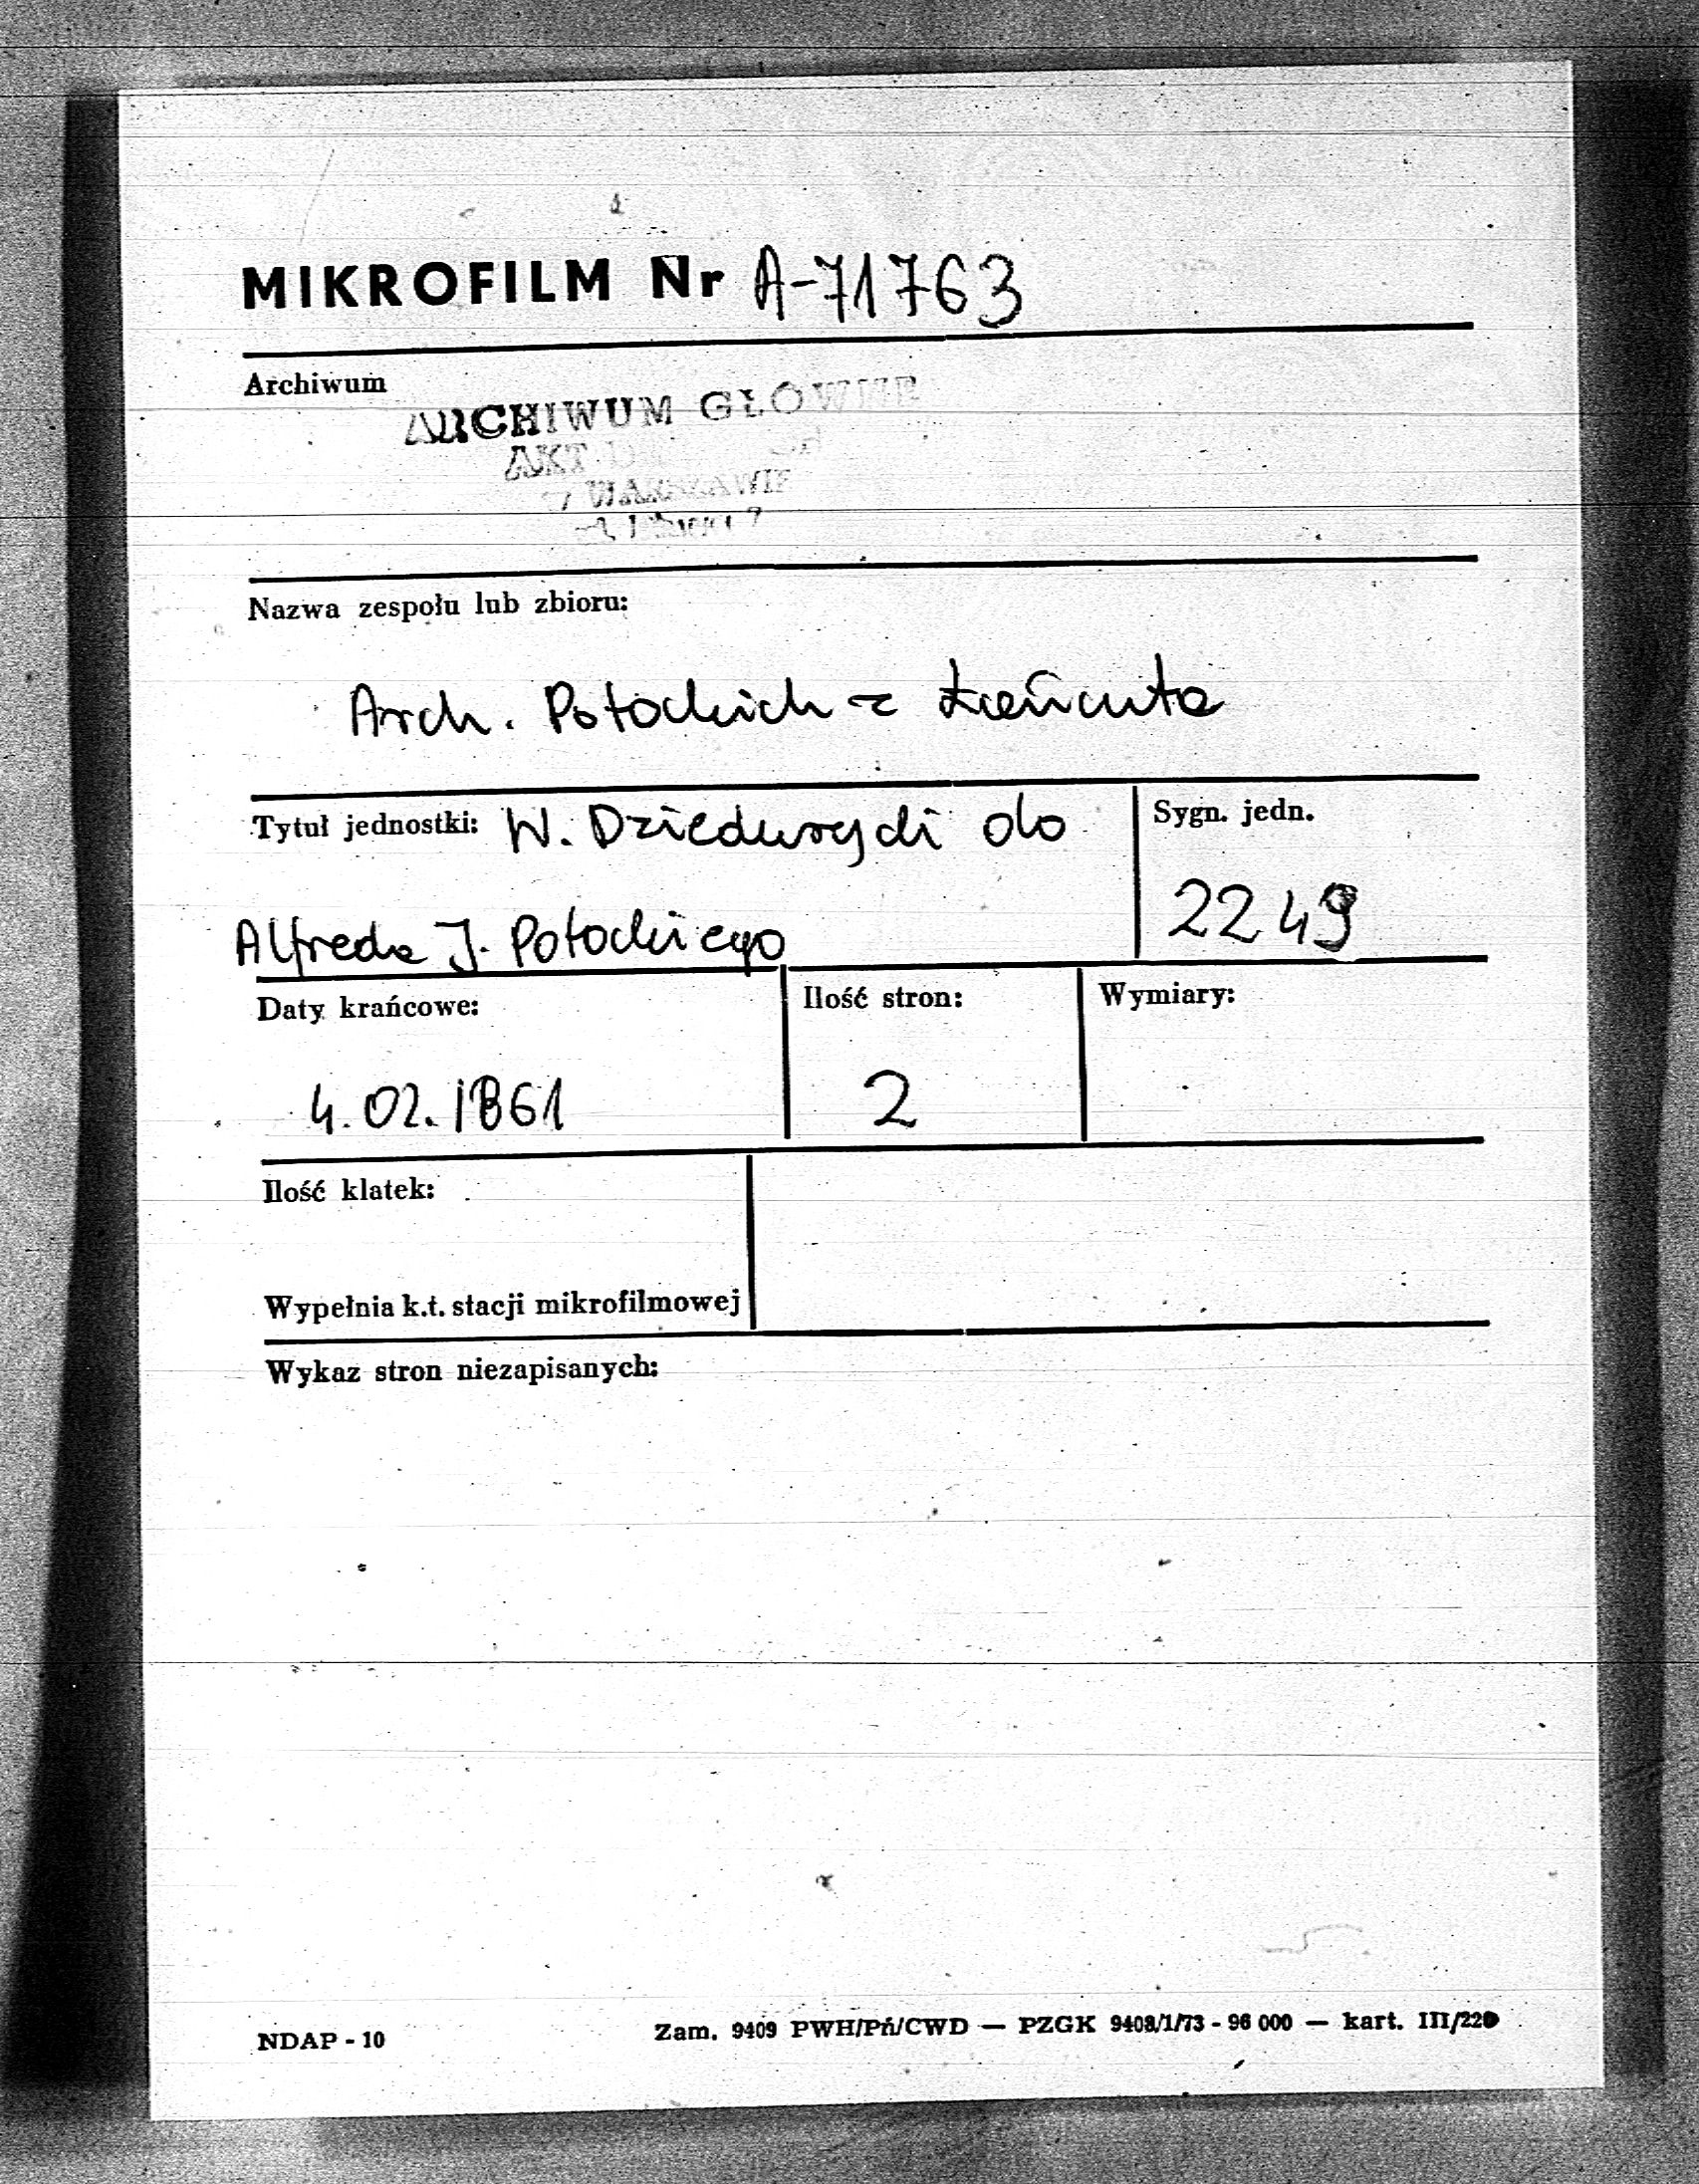 MIKROFILM Nr A-71763
Archiwum
ARCHIWUM GŁÓWNE
AKT
W WARSZAWIE
Nazwa zespołu lub zbioru:
Arch. Potockich z Łańcuta
Tytuł jednostki: W. Dzieduszycki do
Sygn. jedn.
2249
Alfreda J. Potockiego
Daty krańcowe:
Ilość stron:
Wymiary:
4.02.1861
2
Ilość klatek:
Wypełnia k.t. stacji mikrofilmowej
Wykaz stron niezapisanych:
NDAP - 10
Zam. 9409 PWH/Pń/CWD — PZGK 9408/1/73 - 96 000 — kart. III/220